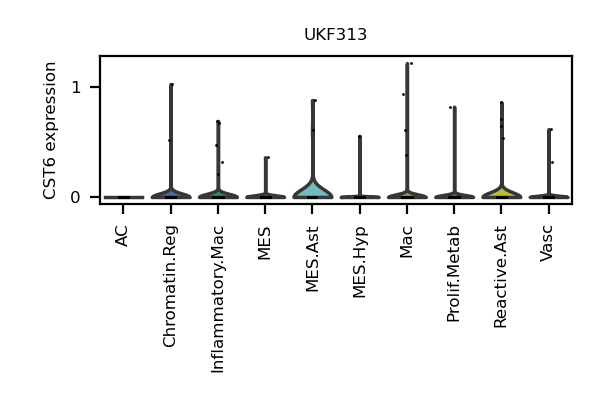 UKF313
CST6 expression
1
0
AC
Chromatin.Reg
Inflammatory.Mac
MES
MES.Ast
MES.Hyp
Mac
Prolif.Metab
Reactive.Ast
Vasc